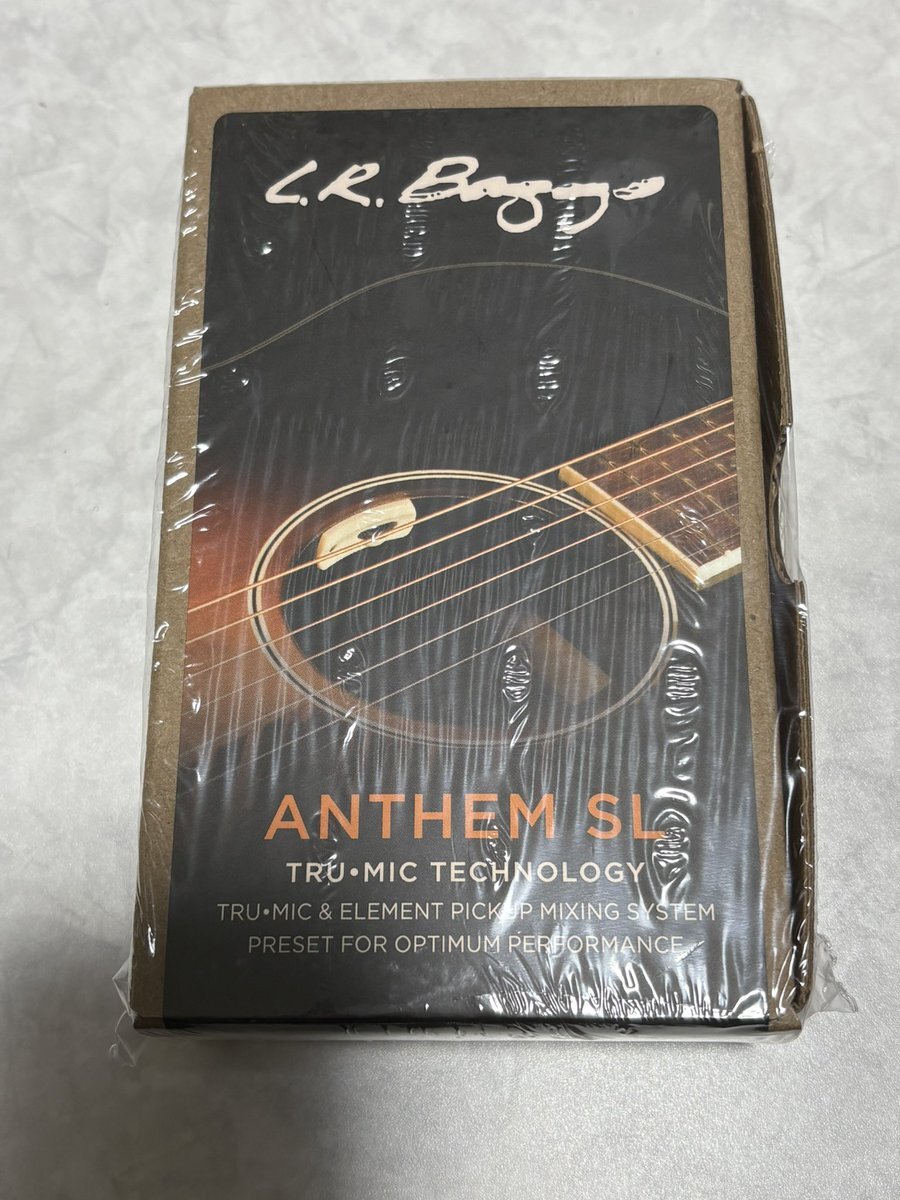 L.R. Baggs
ANTHEM SL
TRU•MIC TECHNOLOGY
TRU•MIC & ELEMENT PICKUP MIXING SYSTEM
PRESET FOR OPTIMUM PERFORMANCE